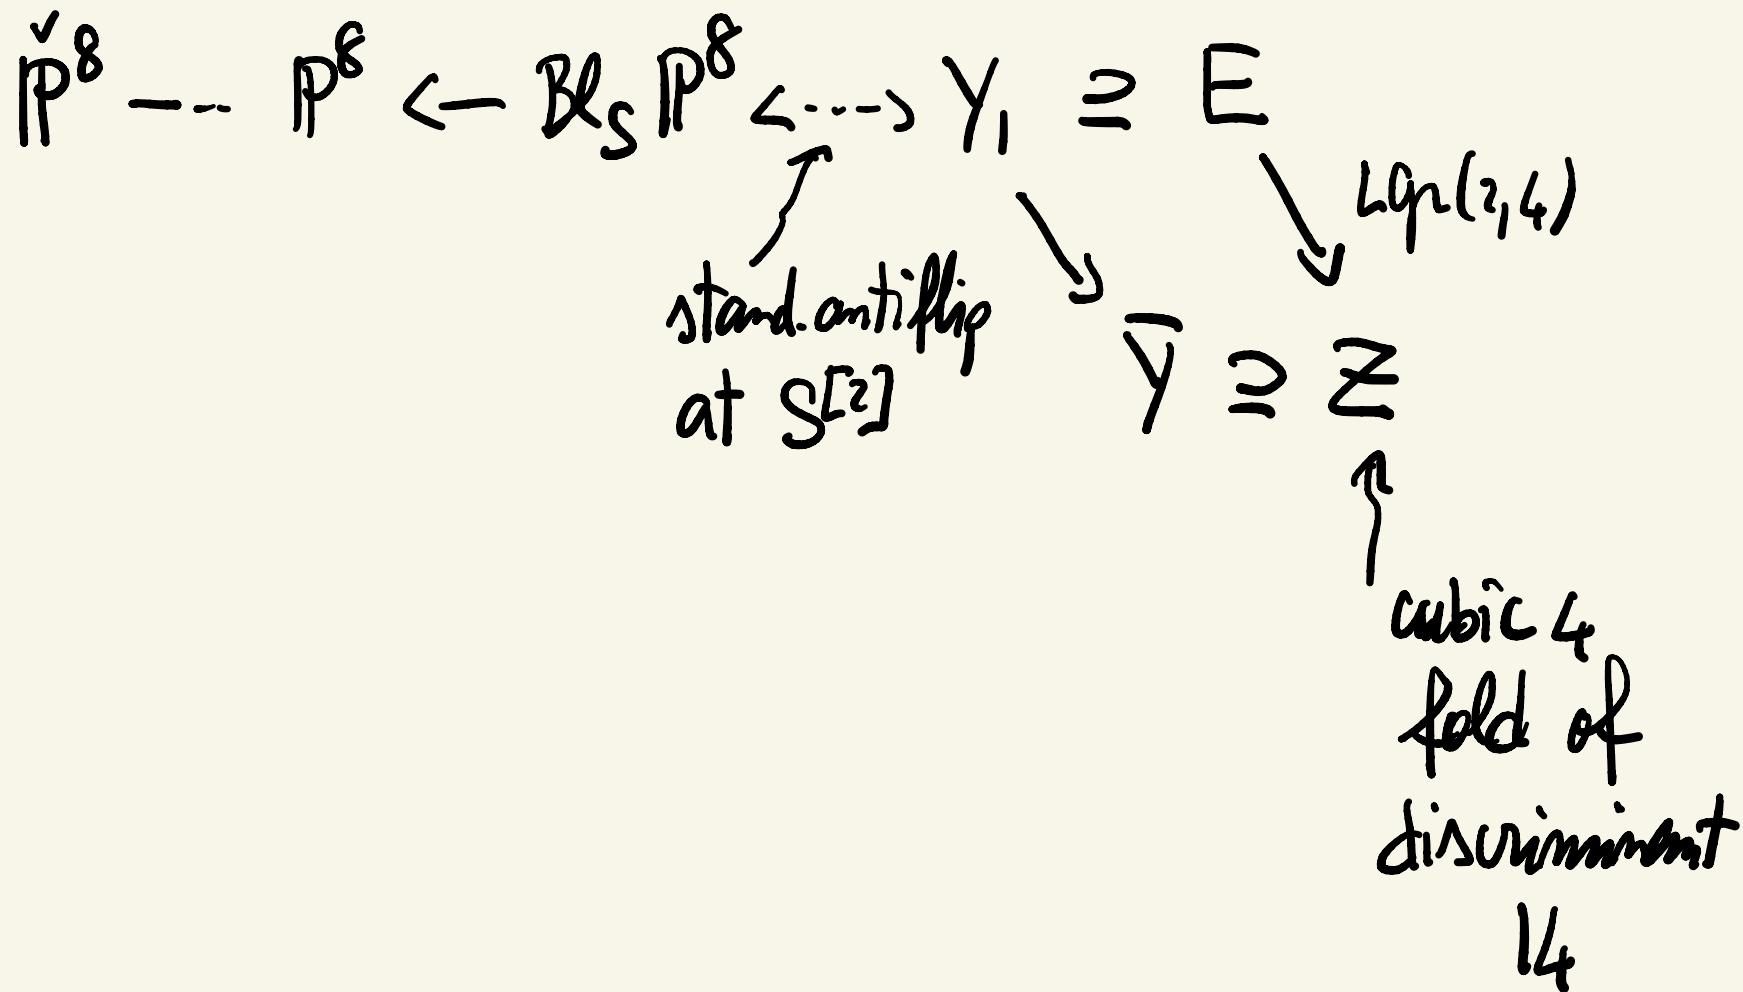 P̌⁸ --- P⁸ ← Bl_S P⁸ <---> Y₁ ⊇ E
LGr(2,4)
stand. antiflip
at S[2]
Ȳ ⊇ Z
cubic 4
fold of
discriminant
14